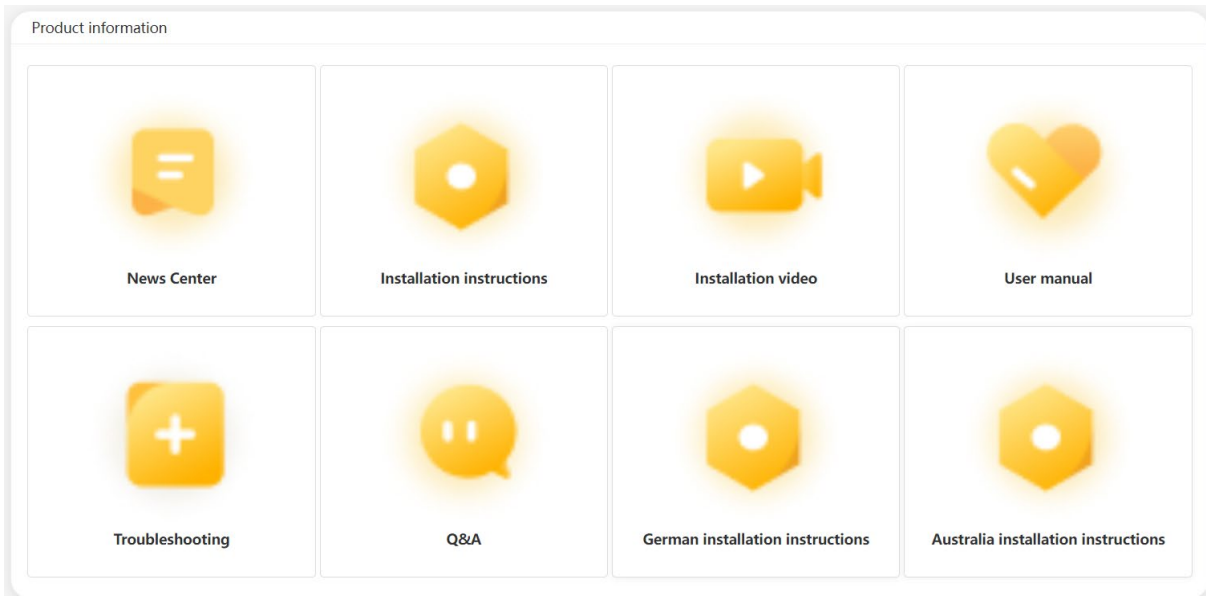 Product information
News Center
Installation instructions
Installation video
User manual
Troubleshooting
Q&A
German installation instructions
Australia installation instructions